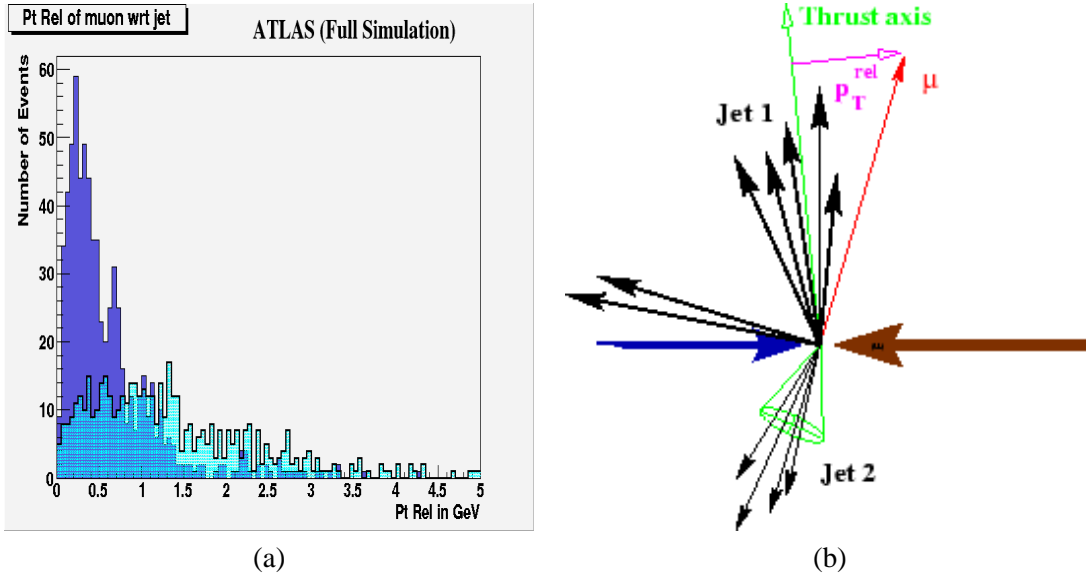 Pt Rel of muon wrt jet
ATLAS (Full Simulation)
Number of Events
60
50
40
30
20
10
0
0 0.5 1 1.5 2 2.5 3 3.5 4 4.5 5
Pt Rel in GeV
(a)
Thrust axis
p_T^rel
μ
Jet 1
Jet 2
(b)